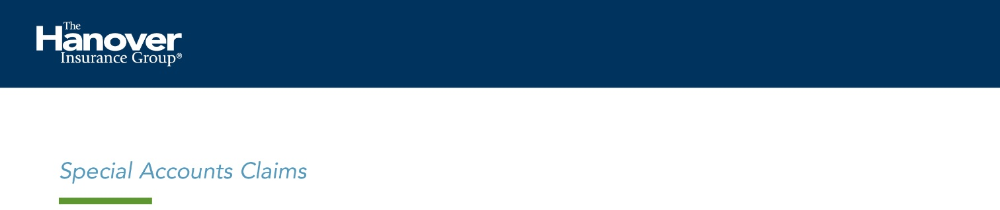 The
Hanover
Insurance Group®
Special Accounts Claims